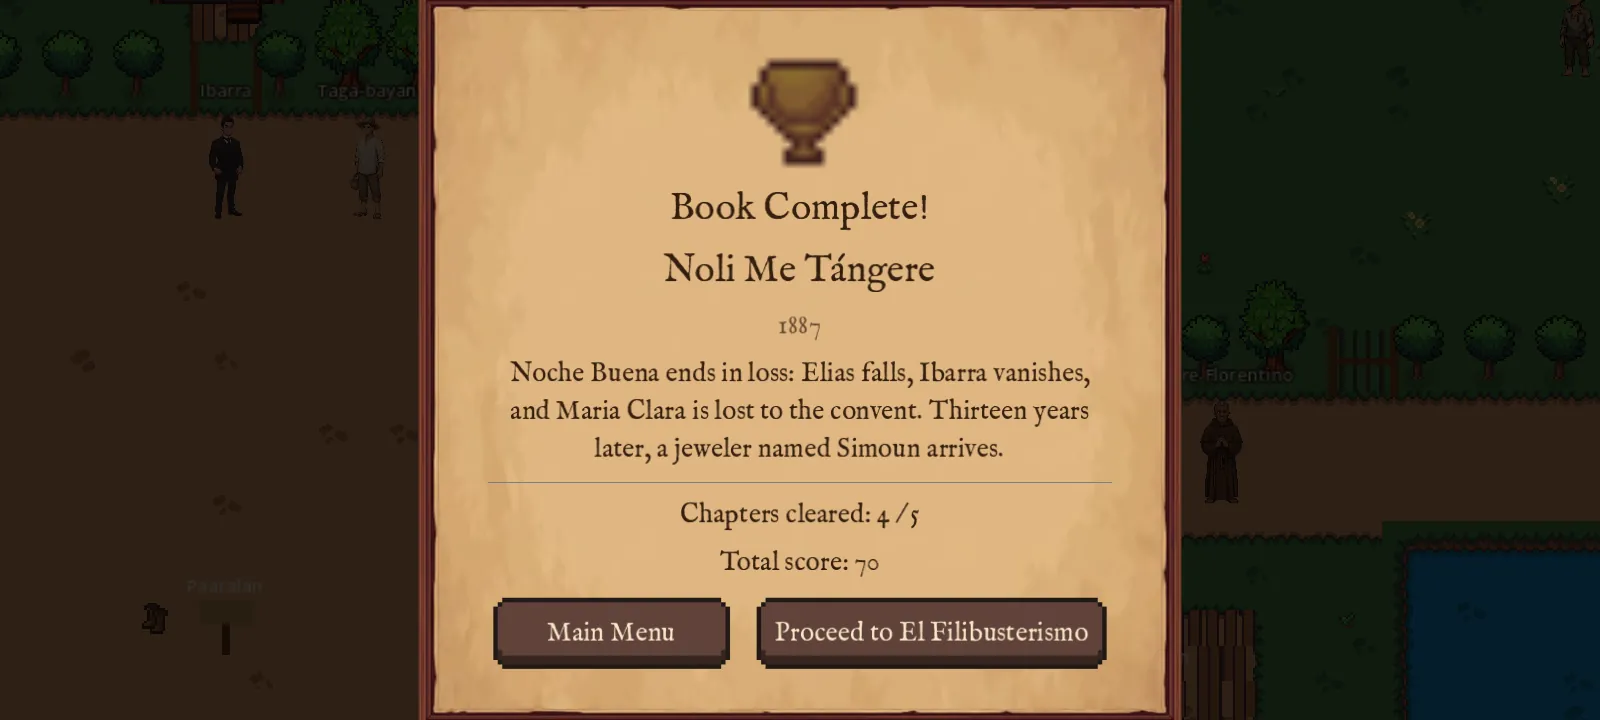 Ibarra
Taga-bayan
Book Complete!
Noli Me Tángere
1887
Noche Buena ends in loss: Elias falls, Ibarra vanishes,
and Maria Clara is lost to the convent. Thirteen years
later, a jeweler named Simoun arrives.
re Florentino
Chapters cleared: 4 / 5
Total score: 70
Paaralan
Main Menu
Proceed to El Filibusterismo